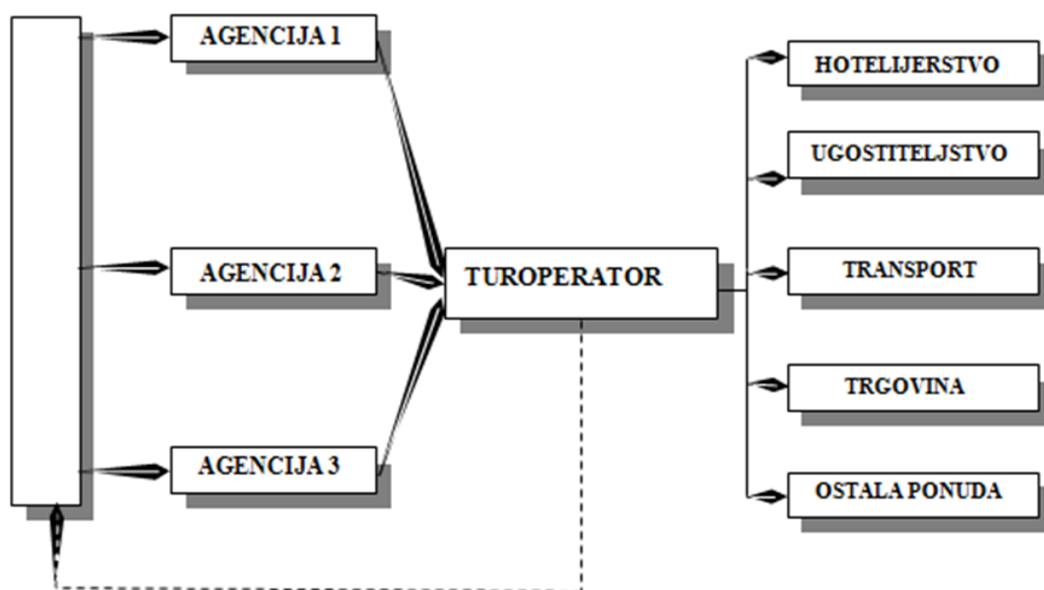 AGENCIJA 1
AGENCIJA 2
AGENCIJA 3
TUROPERATOR
HOTELIJERSTVO
UGOSTITELJSTVO
TRANSPORT
TRGOVINA
OSTALA PONUDA